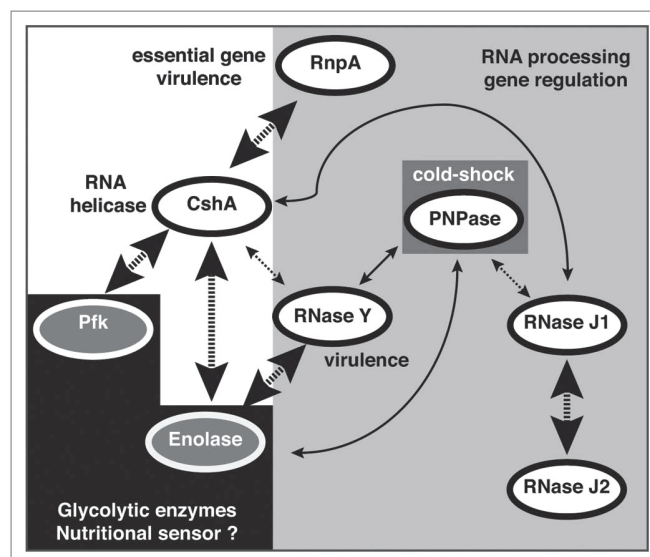 essential gene
virulence
RnpA
RNA processing
gene regulation
RNA
helicase
CshA
cold-shock
PNPase
Pfk
RNase Y
RNase J1
virulence
Enolase
RNase J2
Glycolytic enzymes
Nutritional sensor ?